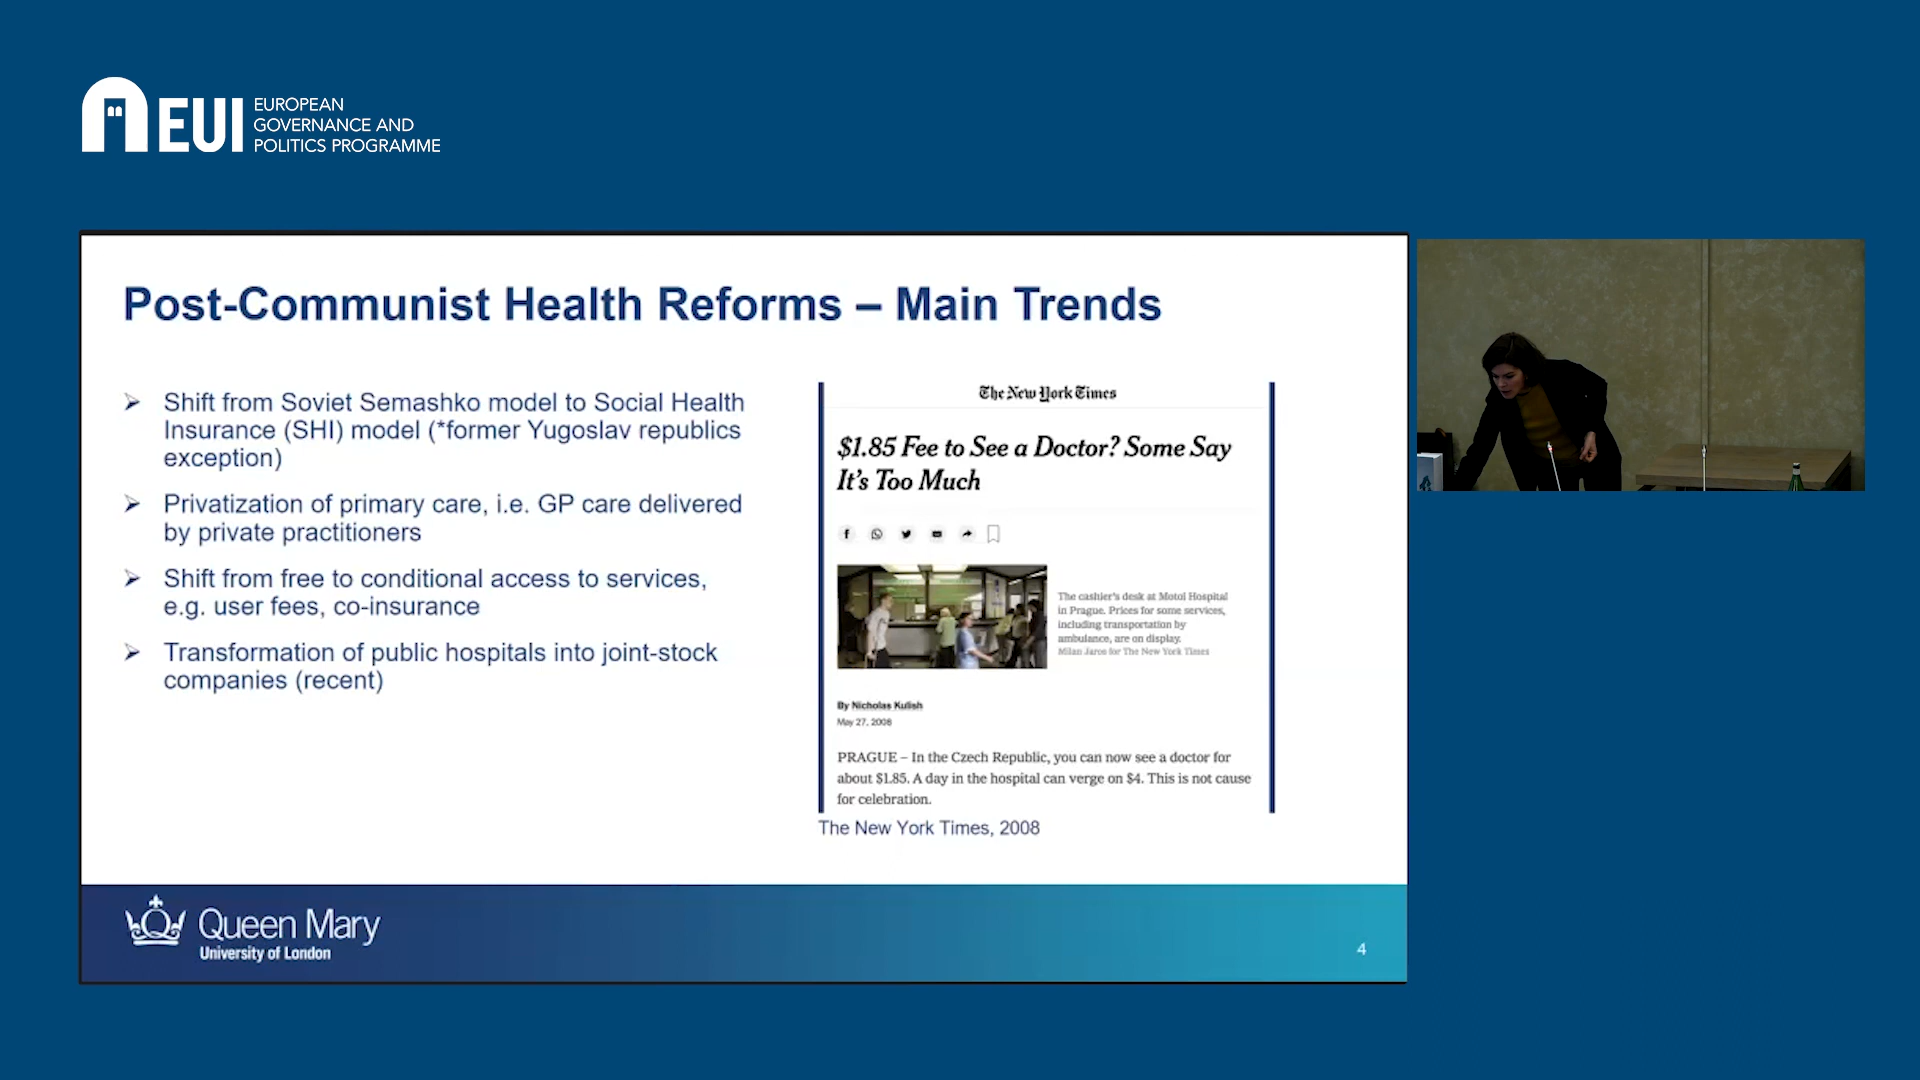 EUI
EUROPEAN
GOVERNANCE AND
POLITICS PROGRAMME
Post-Communist Health Reforms – Main Trends
➢ Shift from Soviet Semashko model to Social Health
Insurance (SHI) model (*former Yugoslav republics
exception)
➢ Privatization of primary care, i.e. GP care delivered
by private practitioners
➢ Shift from free to conditional access to services,
e.g. user fees, co-insurance
➢ Transformation of public hospitals into joint-stock
companies (recent)
The New York Times
$1.85 Fee to See a Doctor? Some Say
It's Too Much
The cashier's desk at Motol Hospital
in Prague. Prices for some services,
including transportation by
ambulance, are on display.
Milan Jaros for The New York Times
By Nicholas Kulish
May 27, 2008
PRAGUE – In the Czech Republic, you can now see a doctor for
about $1.85. A day in the hospital can verge on $4. This is not cause
for celebration.
The New York Times, 2008
Queen Mary
University of London
4